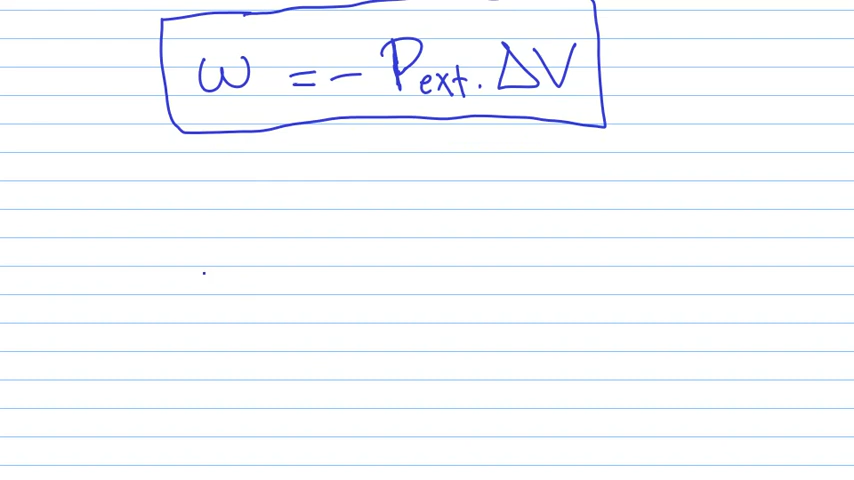 ω = - Pext. ΔV